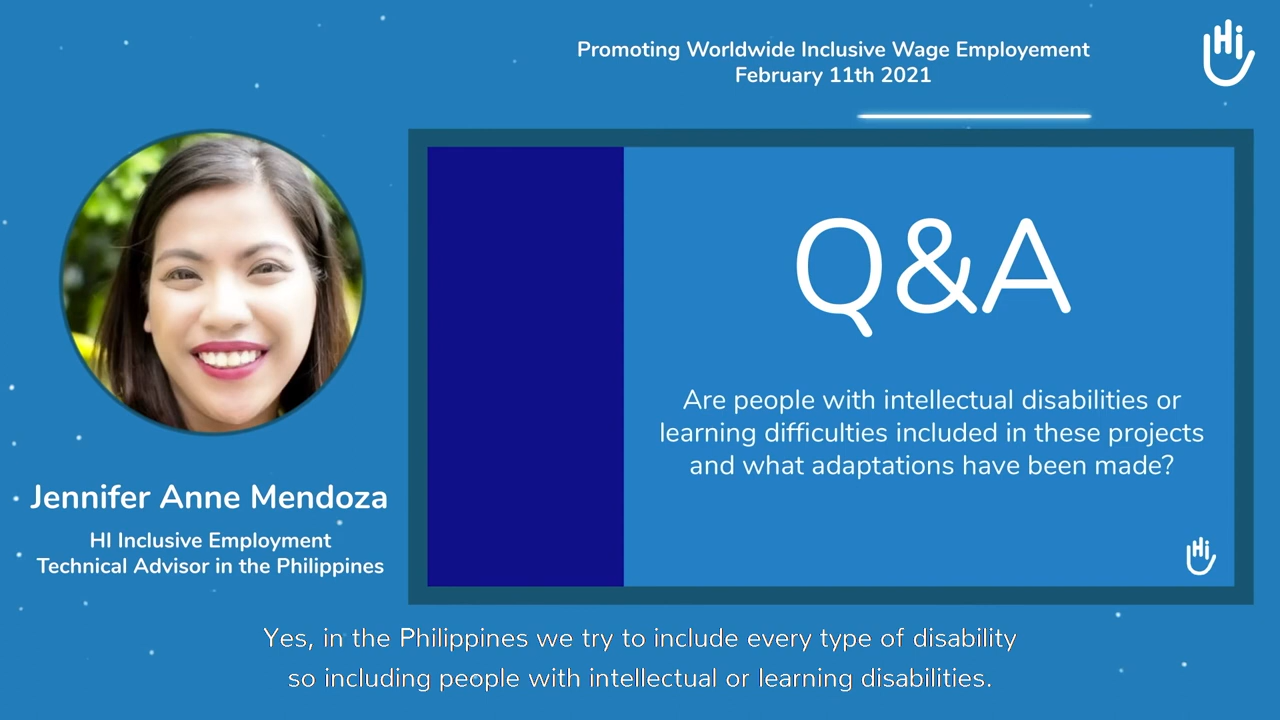 Promoting Worldwide Inclusive Wage Employement
February 11th 2021
Hi
Q&A
Are people with intellectual disabilities or
learning difficulties included in these projects
and what adaptations have been made?
Hi
Jennifer Anne Mendoza
HI Inclusive Employment
Technical Advisor in the Philippines
Yes, in the Philippines we try to include every type of disability
so including people with intellectual or learning disabilities.